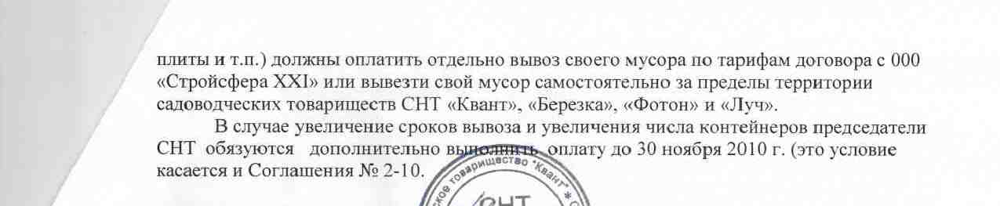 плиты и т.п.) должны оплатить отдельно вывоз своего мусора по тарифам договора с 000
«Стройсфера XXI» или вывезти свой мусор самостоятельно за пределы территории
садоводческих товариществ СНТ «Квант», «Березка», «Фотон» и «Луч».
В случае увеличение сроков вывоза и увеличения числа контейнеров председатели
СНТ обязуются дополнительно выполнить оплату до 30 ноября 2010 г. (это условие
касается и Соглашения № 2-10.
товарищество "Квант" *
СНТ